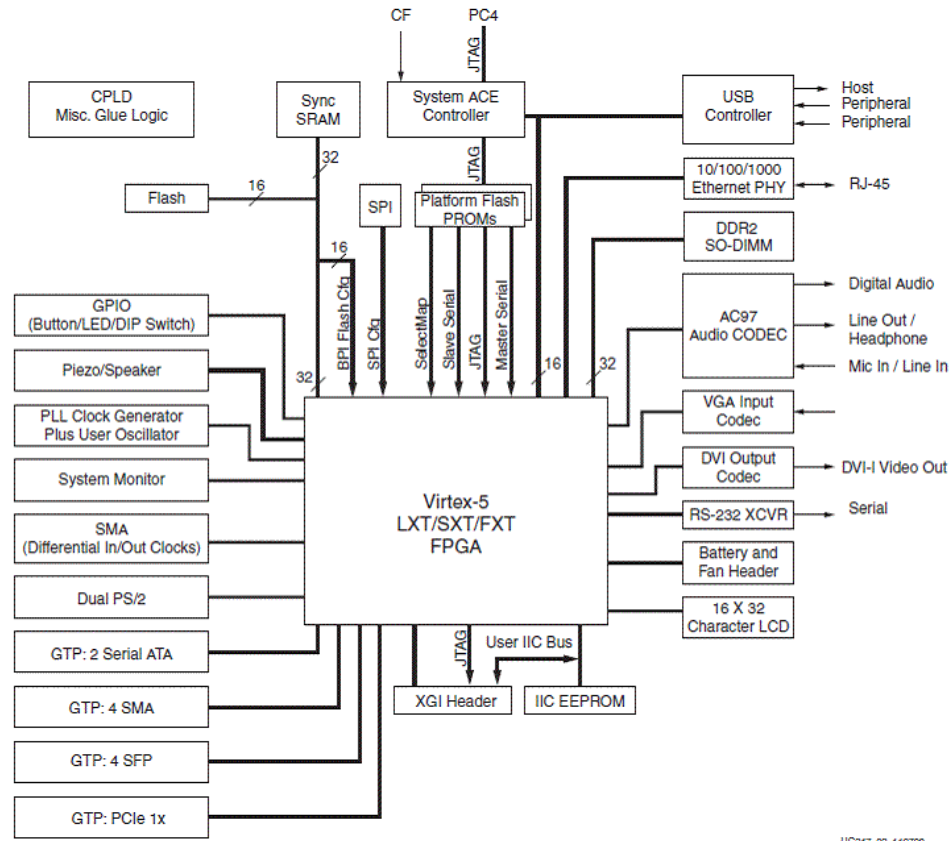 CF
PC4
JTAG
CPLD
Misc. Glue Logic
Sync
SRAM
System ACE
Controller
USB
Controller
Host
Peripheral
Peripheral
32
JTAG
10/100/1000
Ethernet PHY
RJ-45
Flash
16
SPI
Platform Flash
PROMs
DDR2
SO-DIMM
16
BPI Flash Cfg
SPI Cfg
SelectMap
Slave Serial
JTAG
Master Serial
AC97
Audio CODEC
Digital Audio
Line Out /
Headphone
Mic In / Line In
GPIO
(Button/LED/DIP Switch)
Piezo/Speaker
32
16
32
PLL Clock Generator
Plus User Oscillator
VGA Input
Codec
System Monitor
DVI Output
Codec
DVI-I Video Out
Virtex-5
LXT/SXT/FXT
FPGA
RS-232 XCVR
Serial
SMA
(Differential In/Out Clocks)
Battery and
Fan Header
Dual PS/2
16 X 32
Character LCD
GTP: 2 Serial ATA
JTAG
User IIC Bus
GTP: 4 SMA
XGI Header
IIC EEPROM
GTP: 4 SFP
GTP: PCIe 1x